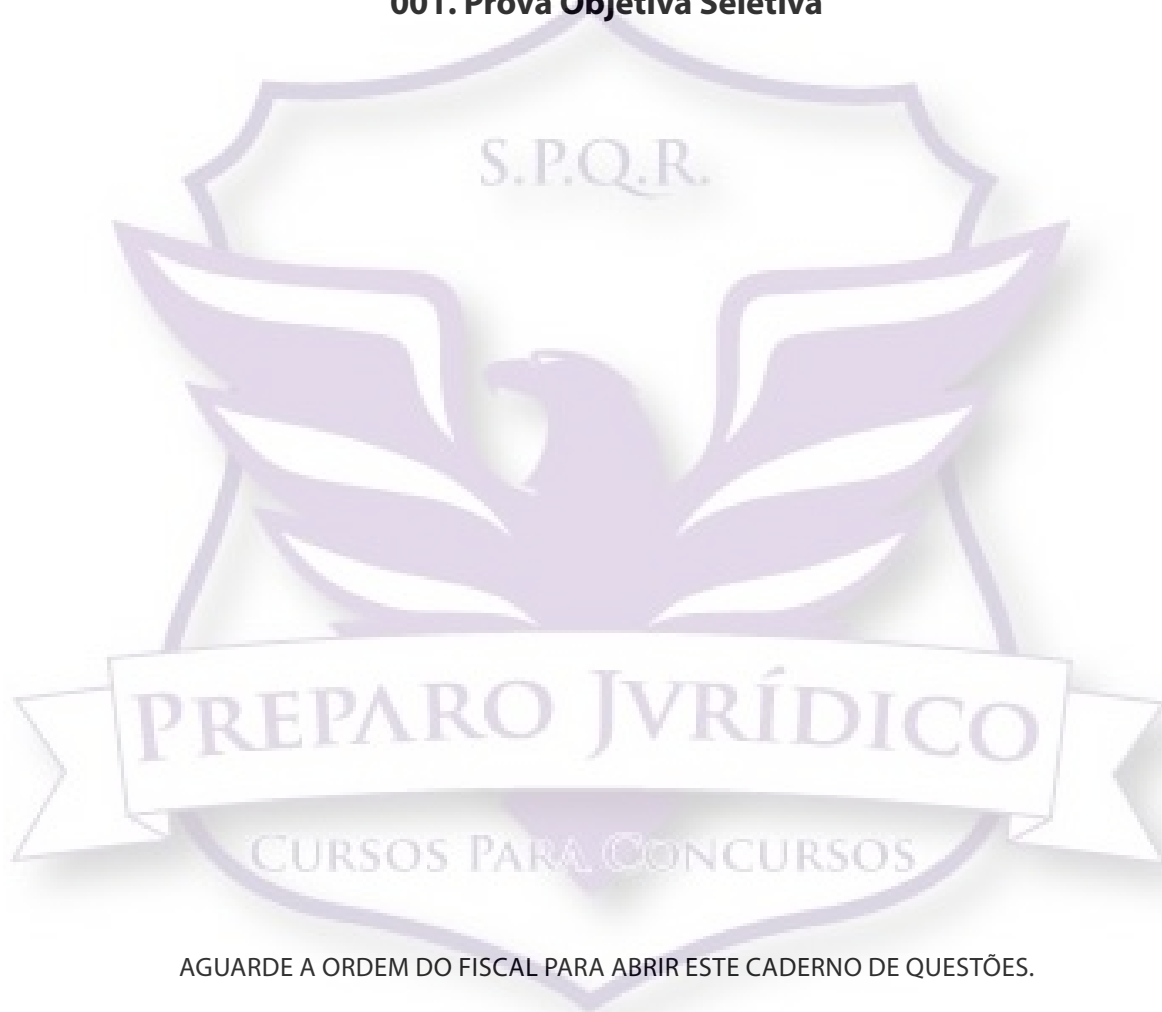 001. Prova Objetiva Seletiva
S.P.Q.R.
PREPARO JVRÍDICO
CURSOS PARA CONCURSOS
AGUARDE A ORDEM DO FISCAL PARA ABRIR ESTE CADERNO DE QUESTÕES.